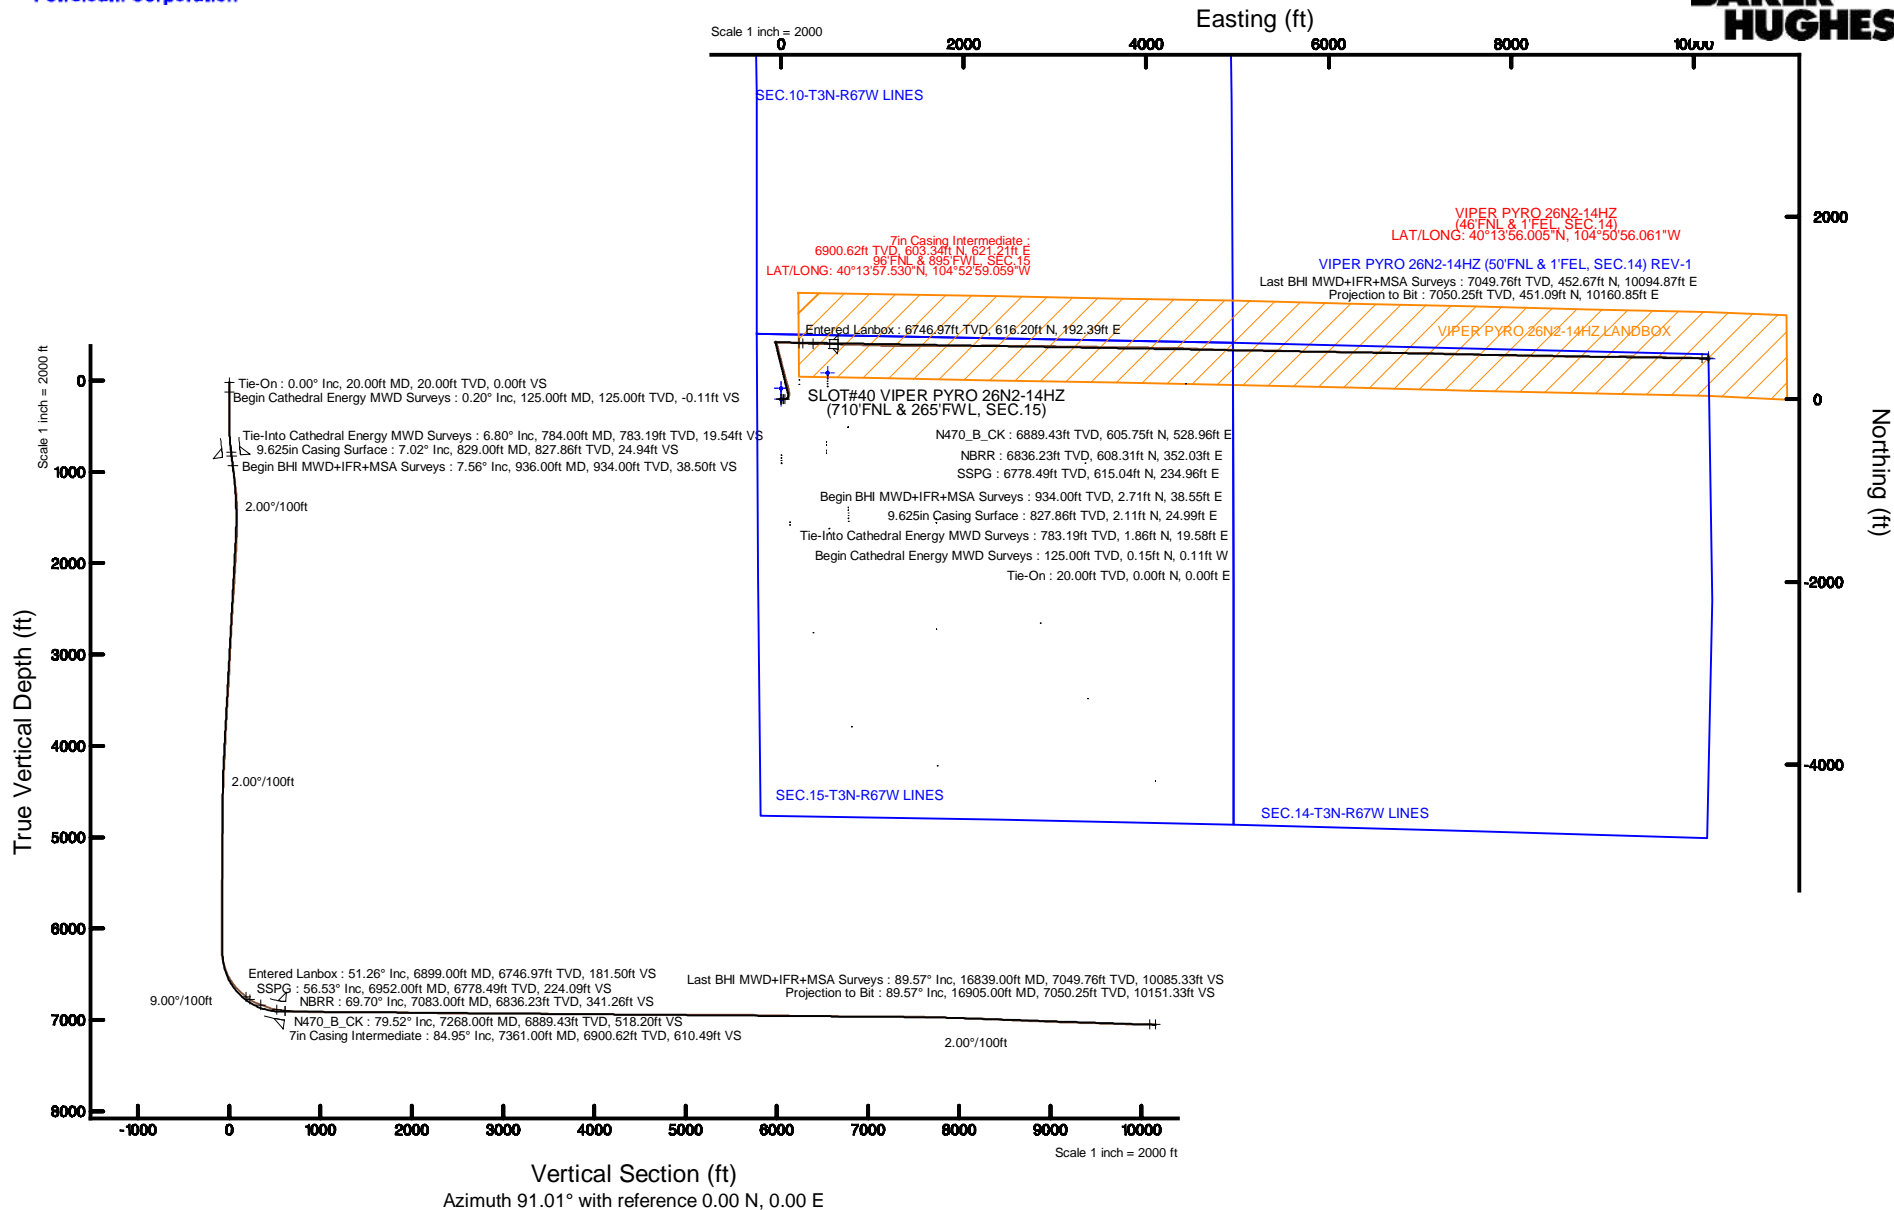 Petroleum Corporation
BAKER
HUGHES
Easting (ft)
Scale 1 inch = 2000
0
2000
4000
6000
8000
10000
SEC.10-T3N-R67W LINES
VIPER PYRO 26N2-14HZ
(46'FNL & 1'FEL, SEC.14)
LAT/LONG: 40°13'56.005"N, 104°50'56.061"W
7in Casing Intermediate :
6900.62ft TVD, 603.34ft N, 621.21ft E
96'FNL & 895'FWL, SEC.15
LAT/LONG: 40°13'57.530"N, 104°52'59.059"W
VIPER PYRO 26N2-14HZ (50'FNL & 1'FEL, SEC.14) REV-1
Last BHI MWD+IFR+MSA Surveys : 7049.76ft TVD, 452.67ft N, 10094.87ft E
Projection to Bit : 7050.25ft TVD, 451.09ft N, 10160.85ft E
Entered Lanbox : 6746.97ft TVD, 616.20ft N, 192.39ft E
VIPER PYRO 26N2-14HZ LANDBOX
SLOT#40 VIPER PYRO 26N2-14HZ
(710'FNL & 265'FWL, SEC.15)
N470_B_CK : 6889.43ft TVD, 605.75ft N, 528.96ft E
NBRR : 6836.23ft TVD, 608.31ft N, 352.03ft E
SSPG : 6778.49ft TVD, 615.04ft N, 234.96ft E
Begin BHI MWD+IFR+MSA Surveys : 934.00ft TVD, 2.71ft N, 38.55ft E
9.625in Casing Surface : 827.86ft TVD, 2.11ft N, 24.99ft E
Tie-Into Cathedral Energy MWD Surveys : 783.19ft TVD, 1.86ft N, 19.58ft E
Begin Cathedral Energy MWD Surveys : 125.00ft TVD, 0.15ft N, 0.11ft W
Tie-On : 20.00ft TVD, 0.00ft N, 0.00ft E
SEC.15-T3N-R67W LINES
SEC.14-T3N-R67W LINES
2000
0
-2000
-4000
Northing (ft)
Scale 1 inch = 2000 ft
True Vertical Depth (ft)
0
1000
2000
3000
4000
5000
6000
7000
8000
Tie-On : 0.00° Inc, 20.00ft MD, 20.00ft TVD, 0.00ft VS
Begin Cathedral Energy MWD Surveys : 0.20° Inc, 125.00ft MD, 125.00ft TVD, -0.11ft VS
Tie-Into Cathedral Energy MWD Surveys : 6.80° Inc, 784.00ft MD, 783.19ft TVD, 19.54ft VS
9.625in Casing Surface : 7.02° Inc, 829.00ft MD, 827.86ft TVD, 24.94ft VS
Begin BHI MWD+IFR+MSA Surveys : 7.56° Inc, 936.00ft MD, 934.00ft TVD, 38.50ft VS
2.00°/100ft
2.00°/100ft
9.00°/100ft
Entered Lanbox : 51.26° Inc, 6899.00ft MD, 6746.97ft TVD, 181.50ft VS
SSPG : 56.53° Inc, 6952.00ft MD, 6778.49ft TVD, 224.09ft VS
NBRR : 69.70° Inc, 7083.00ft MD, 6836.23ft TVD, 341.26ft VS
N470_B_CK : 79.52° Inc, 7268.00ft MD, 6889.43ft TVD, 518.20ft VS
7in Casing Intermediate : 84.95° Inc, 7361.00ft MD, 6900.62ft TVD, 610.49ft VS
Last BHI MWD+IFR+MSA Surveys : 89.57° Inc, 16839.00ft MD, 7049.76ft TVD, 10085.33ft VS
Projection to Bit : 89.57° Inc, 16905.00ft MD, 7050.25ft TVD, 10151.33ft VS
2.00°/100ft
-1000
0
1000
2000
3000
4000
5000
6000
7000
8000
9000
10000
Scale 1 inch = 2000 ft
Vertical Section (ft)
Azimuth 91.01° with reference 0.00 N, 0.00 E